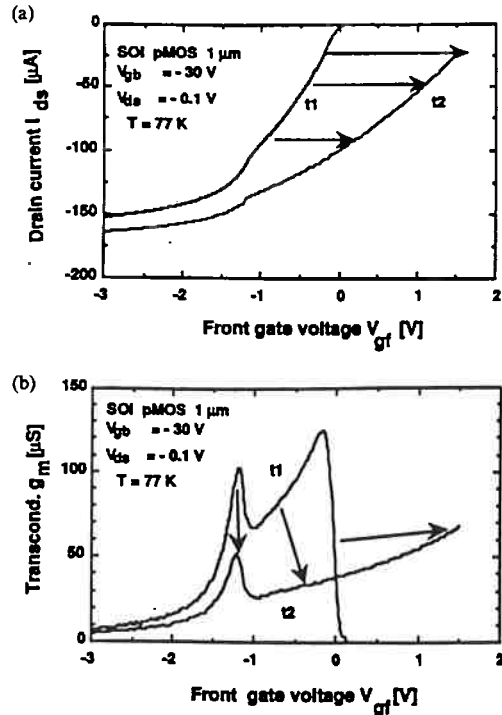 (a)
SOI pMOS 1 μm
Vgb = - 30 V
Vds = - 0.1 V
T = 77 K
t1
t2
Drain current I ds [μA]
0
-50
-100
-150
-200
-3
-2
-1
0
1
2
Front gate voltage Vgf [V]
(b)
SOI pMOS 1 μm
Vgb = - 30 V
Vds = - 0.1 V
T = 77 K
t1
t2
Transcond. gm [μS]
150
100
50
0
-3
-2
-1
0
1
2
Front gate voltage Vgf [V]